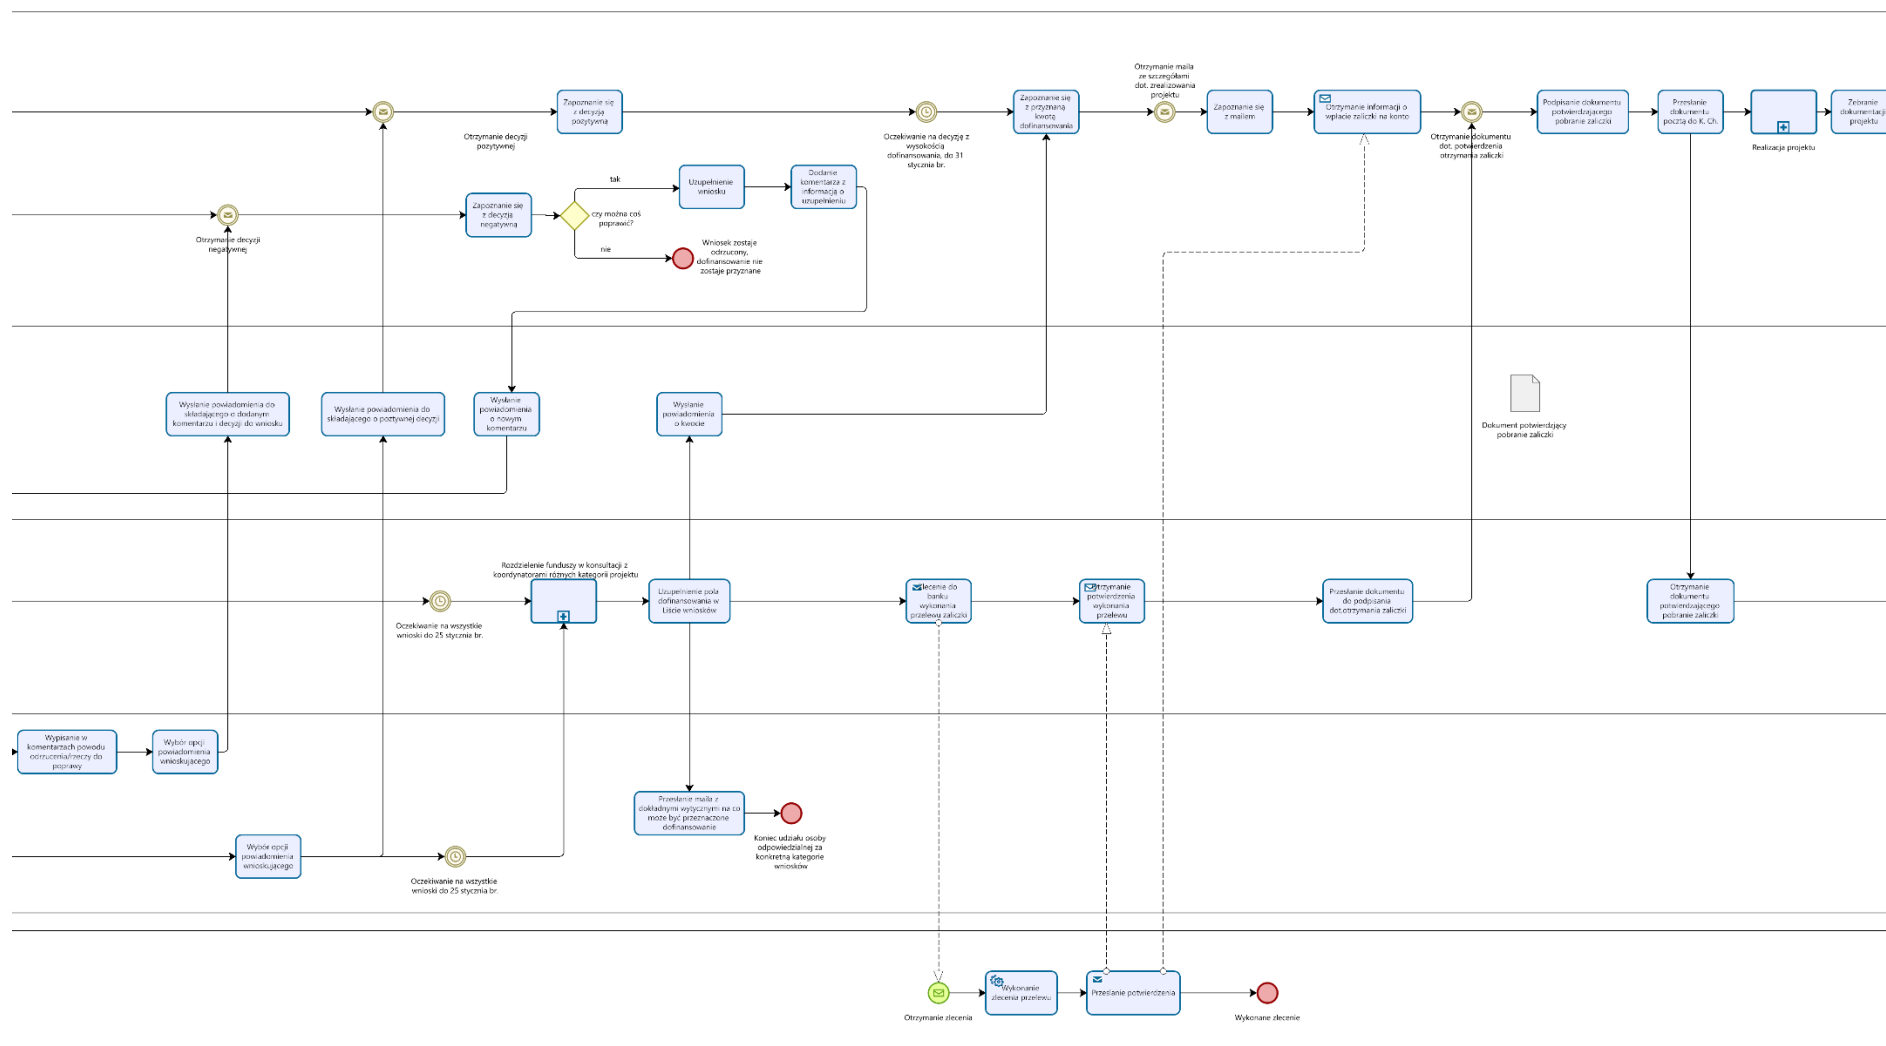 Otrzymanie maila
ze szczegółami
dot. zrealizowania
projektu
Zapoznanie się
z decyzją
pozytywną
Otrzymanie decyzji
pozytywnej
Oczekiwanie na decyzję z
wysokością
dofinansowania, do 31
stycznia br.
Zapoznanie się
z przyznaną
kwotą
dofinansowania
Zapoznanie się
z mailem
Otrzymanie informacji o
wpłacie zaliczki na konto
Otrzymanie dokumentu
dot. potwierdzenia
otrzymania zaliczki
Podpisanie dokumentu
potwierdzającego
pobranie zaliczki
Przesłanie
dokumentu
pocztą do K. Ch.
Realizacja projektu
Zebranie
dokumentacji
projektu
Otrzymanie decyzji
negatywnej
Zapoznanie się
z decyzją
negatywną
czy można coś
poprawić?
tak
nie
Uzupełnienie
wniosku
Dodanie
komentarza z
informacją o
uzupełnieniu
Wniosek zostaje
odrzucony,
dofinansowanie nie
zostaje przyznane
Wysłanie powiadomienia do
składającego o dodanym
komentarzu i decyzji do wniosku
Wysłanie powiadomienia do
składającego o poztywnej decyzji
Wysłanie
powiadomienia
o nowym
komentarzu
Wysłanie
powiadomienia
o kwocie
Dokument potwierdzjący
pobranie zaliczki
Oczekiwanie na wszystkie
wnioski do 25 stycznia br.
Rozdzielenie funduszy w konsultacji z
koordynatorami różnych kategorii projektu
Uzupełnienie pola
dofinansowania w
Liście wniosków
Zlecenie do
banku
wykonania
przelewu zaliczki
Otrzymanie
potwierdzenia
wykonania
przelewu
Przesłanie dokumentu
do podpisania
dot.otrzymania zaliczki
Otrzymanie
dokumentu
potwierdzającego
pobranie zaliczki
Wypisanie w
komentarzach powodu
odrzucenia/rzeczy do
poprawy
Wybór opcji
powiadomienia
wnioskującego
Przesłanie maila z
dokładnymi wytycznymi na co
może być przeznaczone
dofinansowanie
Koniec udziału osoby
odpowiedzialnej za
konkretną kategorie
wniosków
Wybór opcji
powiadomienia
wnioskującego
Oczekiwanie na wszystkie
wnioski do 25 stycznia br.
Otrzymanie zlecenia
Wykonanie
zlecenia przelewu
Przesłanie potwierdzenia
Wykonane zlecenie